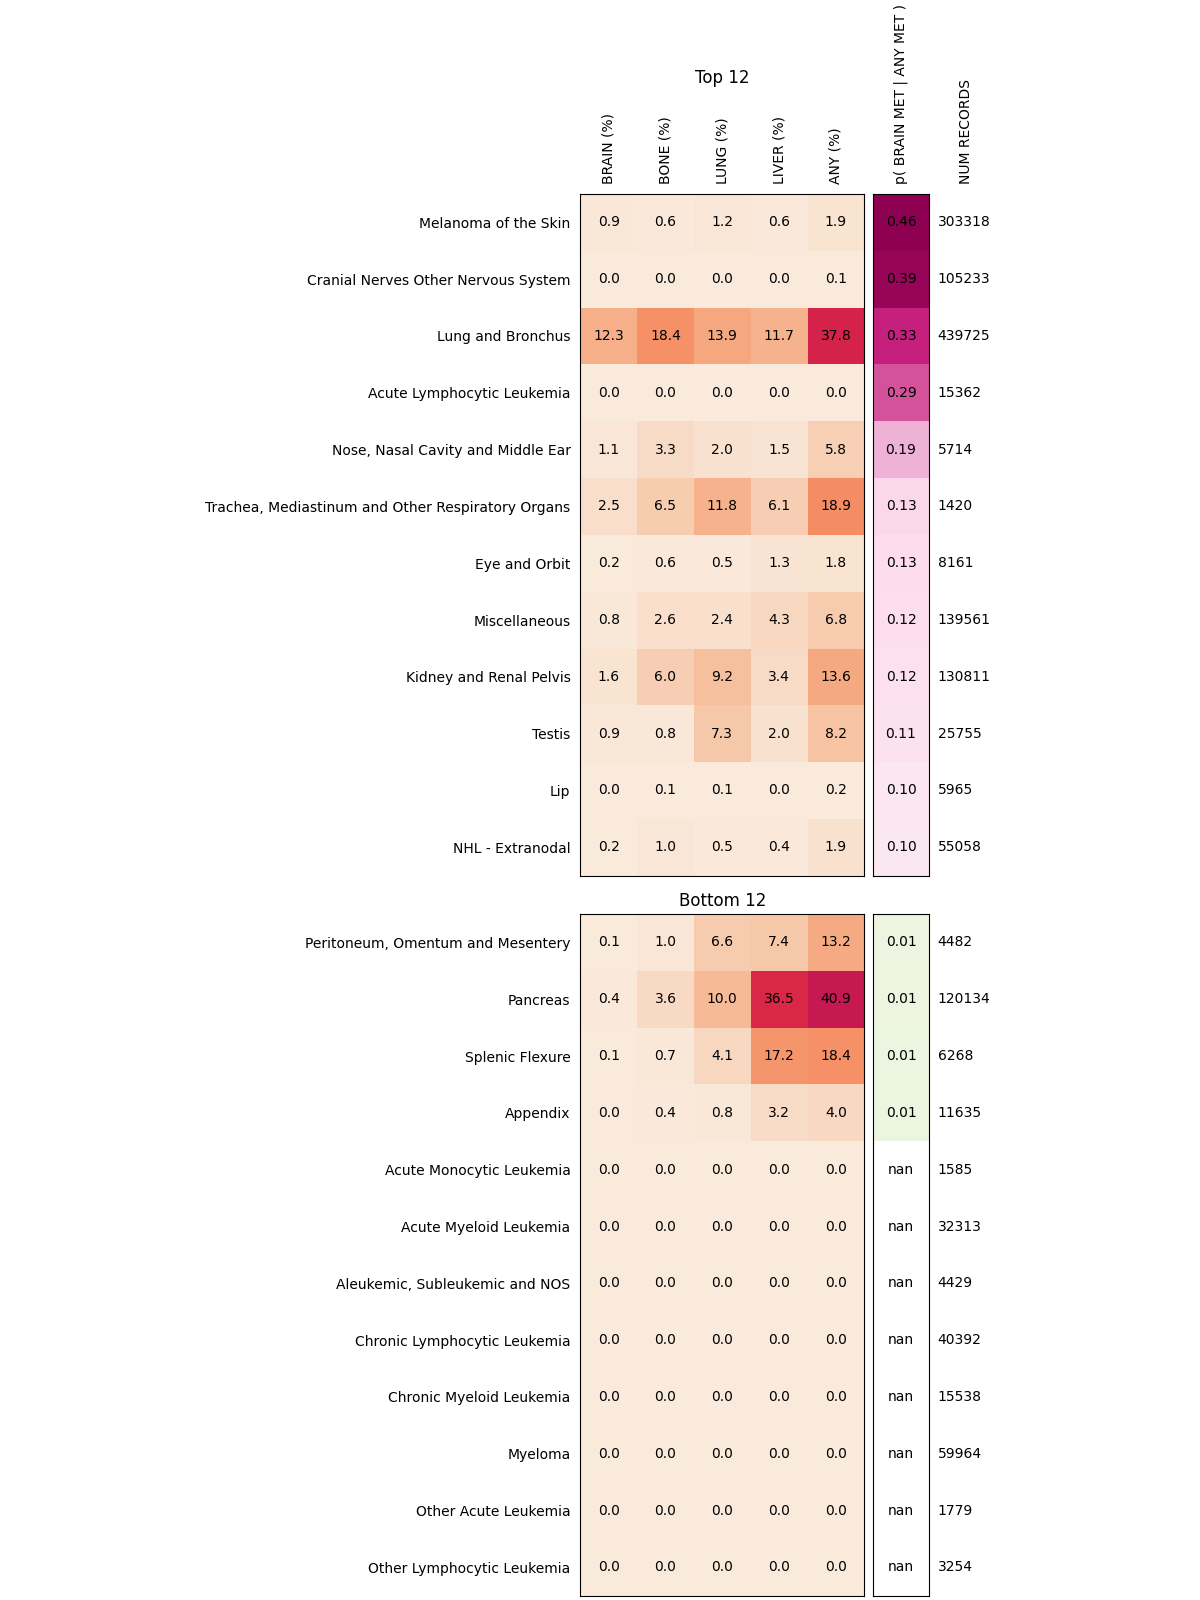 Top 12
BRAIN (%) BONE (%) LUNG (%) LIVER (%) ANY (%) p( BRAIN MET | ANY MET ) NUM RECORDS
Melanoma of the Skin 0.9 0.6 1.2 0.6 1.9 0.46 303318
Cranial Nerves Other Nervous System 0.0 0.0 0.0 0.0 0.1 0.39 105233
Lung and Bronchus 12.3 18.4 13.9 11.7 37.8 0.33 439725
Acute Lymphocytic Leukemia 0.0 0.0 0.0 0.0 0.0 0.29 15362
Nose, Nasal Cavity and Middle Ear 1.1 3.3 2.0 1.5 5.8 0.19 5714
Trachea, Mediastinum and Other Respiratory Organs 2.5 6.5 11.8 6.1 18.9 0.13 1420
Eye and Orbit 0.2 0.6 0.5 1.3 1.8 0.13 8161
Miscellaneous 0.8 2.6 2.4 4.3 6.8 0.12 139561
Kidney and Renal Pelvis 1.6 6.0 9.2 3.4 13.6 0.12 130811
Testis 0.9 0.8 7.3 2.0 8.2 0.11 25755
Lip 0.0 0.1 0.1 0.0 0.2 0.10 5965
NHL - Extranodal 0.2 1.0 0.5 0.4 1.9 0.10 55058
Bottom 12
Peritoneum, Omentum and Mesentery 0.1 1.0 6.6 7.4 13.2 0.01 4482
Pancreas 0.4 3.6 10.0 36.5 40.9 0.01 120134
Splenic Flexure 0.1 0.7 4.1 17.2 18.4 0.01 6268
Appendix 0.0 0.4 0.8 3.2 4.0 0.01 11635
Acute Monocytic Leukemia 0.0 0.0 0.0 0.0 0.0 nan 1585
Acute Myeloid Leukemia 0.0 0.0 0.0 0.0 0.0 nan 32313
Aleukemic, Subleukemic and NOS 0.0 0.0 0.0 0.0 0.0 nan 4429
Chronic Lymphocytic Leukemia 0.0 0.0 0.0 0.0 0.0 nan 40392
Chronic Myeloid Leukemia 0.0 0.0 0.0 0.0 0.0 nan 15538
Myeloma 0.0 0.0 0.0 0.0 0.0 nan 59964
Other Acute Leukemia 0.0 0.0 0.0 0.0 0.0 nan 1779
Other Lymphocytic Leukemia 0.0 0.0 0.0 0.0 0.0 nan 3254